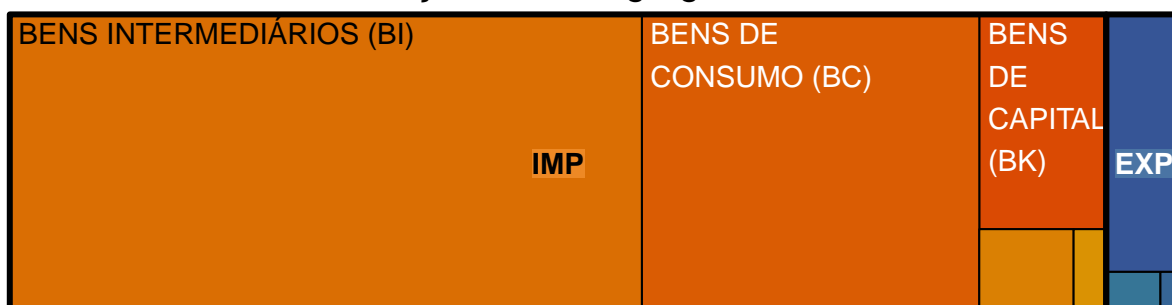 BENS INTERMEDIÁRIOS (BI)
BENS DE
CONSUMO (BC)
BENS
DE
CAPITAL
(BK)
IMP
EXP